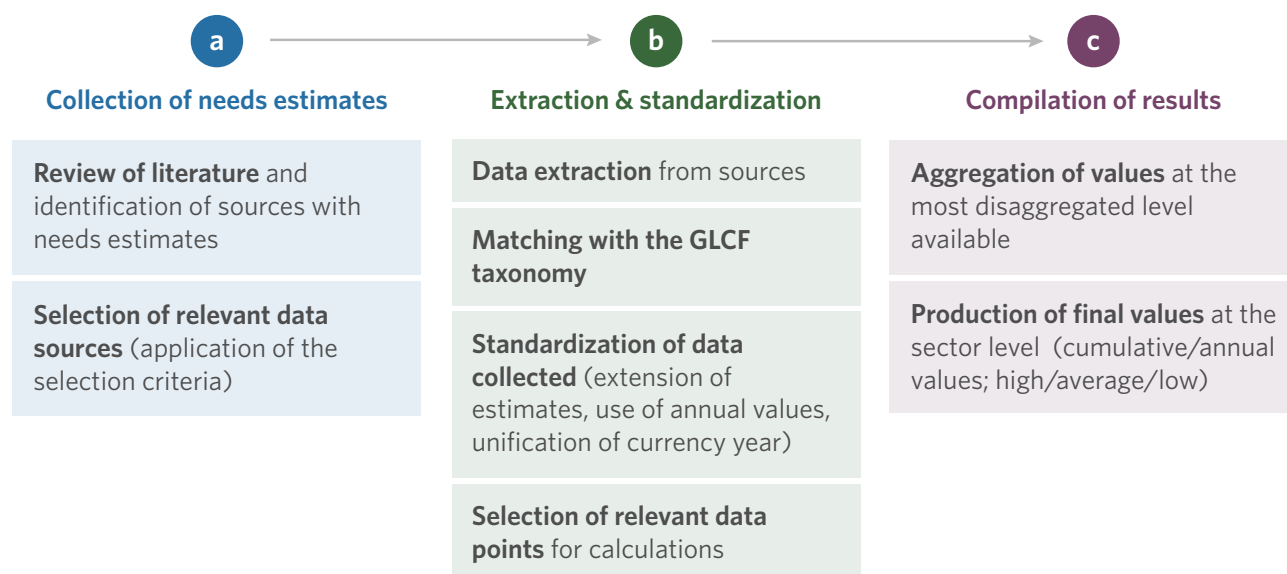 a
Collection of needs estimates
Review of literature and
identification of sources with
needs estimates
Selection of relevant data
sources (application of the
selection criteria)
b
Extraction & standardization
Data extraction from sources
Matching with the GLCF
taxonomy
Standardization of data
collected (extension of
estimates, use of annual values,
unification of currency year)
Selection of relevant data
points for calculations
c
Compilation of results
Aggregation of values at the
most disaggregated level
available
Production of final values at the
sector level (cumulative/annual
values; high/average/low)